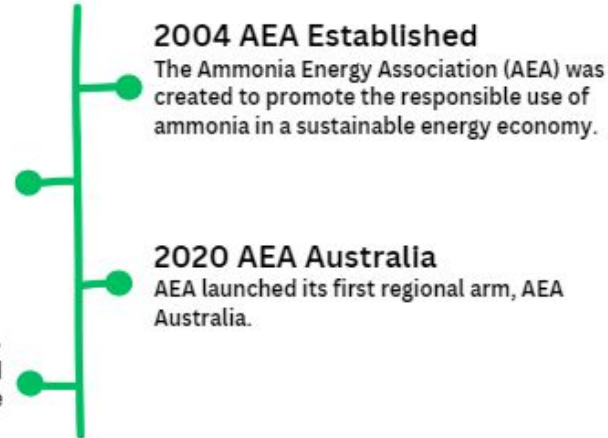 2004 AEA Established
The Ammonia Energy Association (AEA) was
created to promote the responsible use of
ammonia in a sustainable energy economy.
2020 AEA Australia
AEA launched its first regional arm, AEA
Australia.